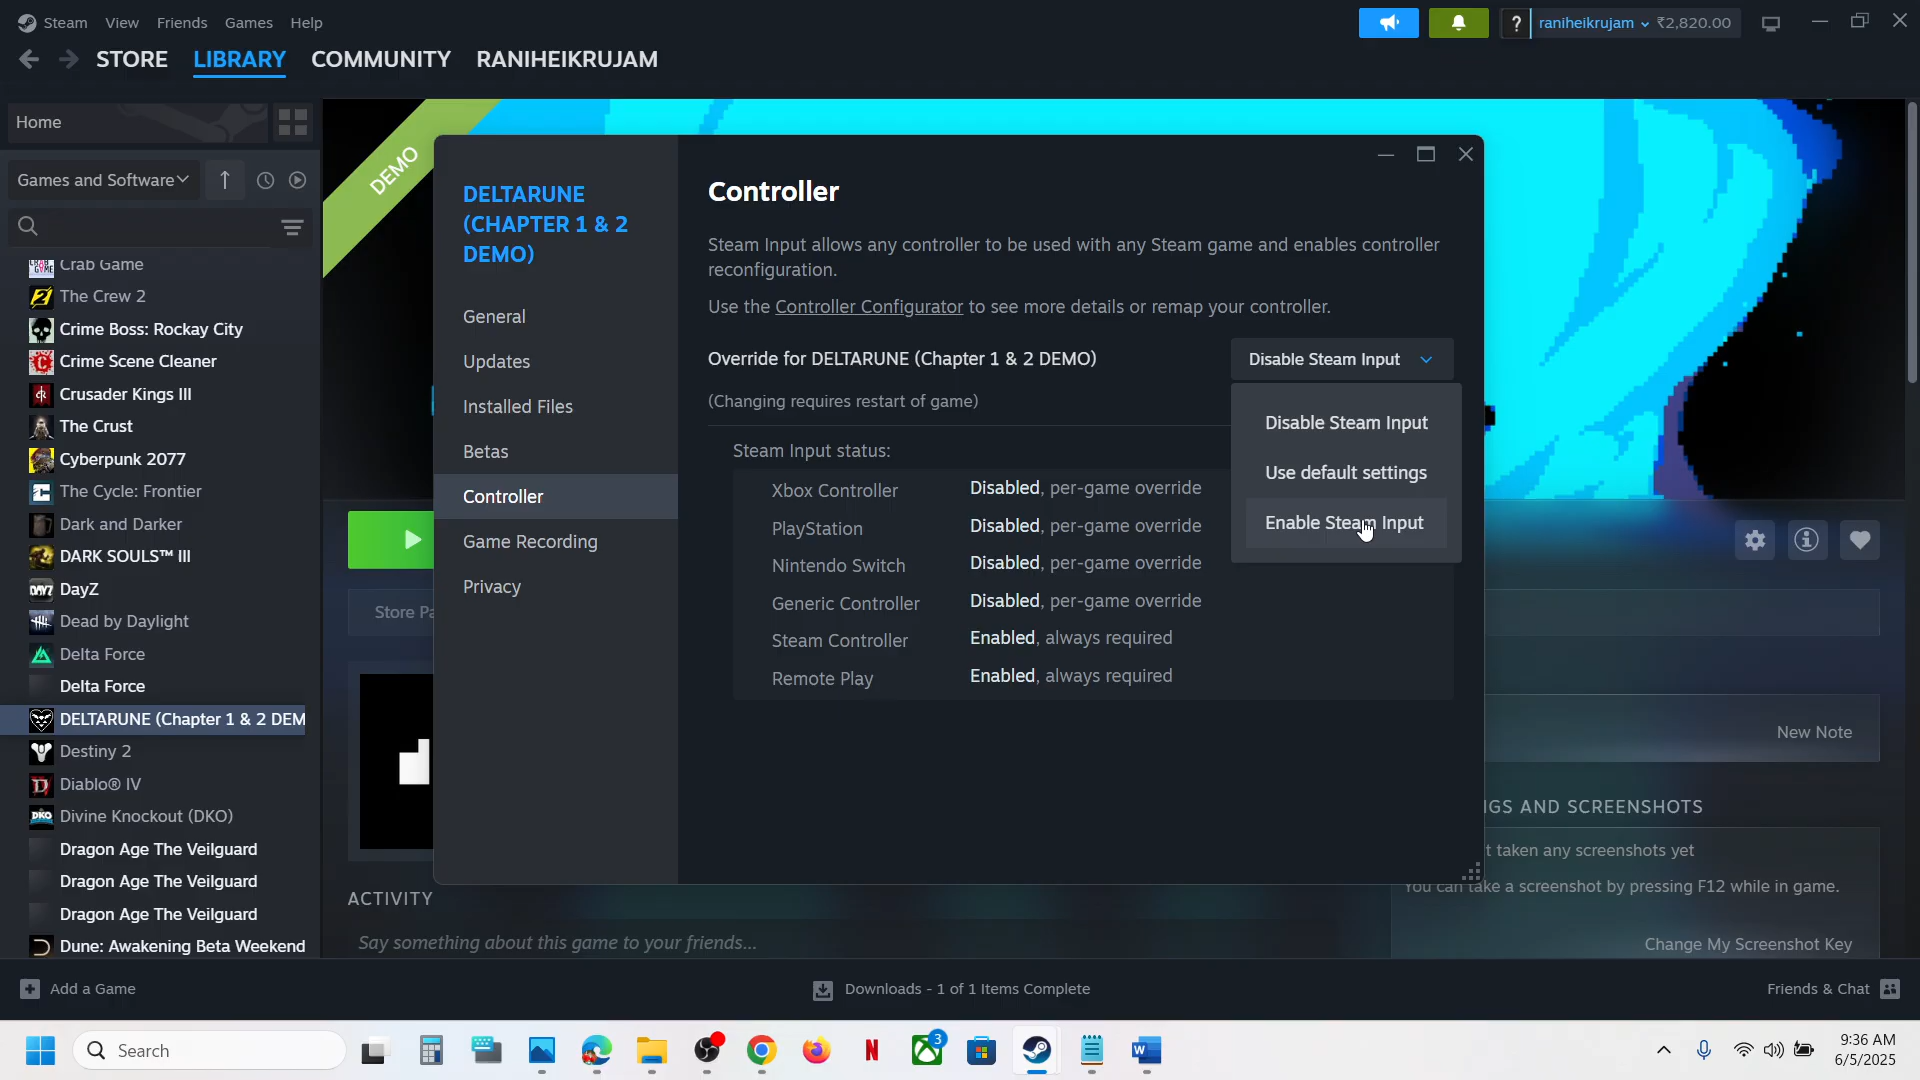 Steam View Friends Games Help
raniheikrujam ₹2,820.00
STORE LIBRARY COMMUNITY RANIHEIKRUJAM
Home
Games and Software
Crab Game
The Crew 2
Crime Boss: Rockay City
Crime Scene Cleaner
Crusader Kings III
The Crust
Cyberpunk 2077
The Cycle: Frontier
Dark and Darker
DARK SOULS™ III
DayZ
Dead by Daylight
Delta Force
Delta Force
DELTARUNE (Chapter 1 & 2 DEM
Destiny 2
Diablo® IV
Divine Knockout (DKO)
Dragon Age The Veilguard
Dragon Age The Veilguard
Dragon Age The Veilguard
Dune: Awakening Beta Weekend
DEMO
DELTARUNE
(CHAPTER 1 & 2
DEMO)
General
Updates
Installed Files
Betas
Controller
Game Recording
Privacy
Controller
Steam Input allows any controller to be used with any Steam game and enables controller
reconfiguration.
Use the Controller Configurator to see more details or remap your controller.
Override for DELTARUNE (Chapter 1 & 2 DEMO) Disable Steam Input
(Changing requires restart of game)
Disable Steam Input
Use default settings
Enable Steam Input
Steam Input status:
Xbox Controller Disabled, per-game override
PlayStation Disabled, per-game override
Nintendo Switch Disabled, per-game override
Generic Controller Disabled, per-game override
Steam Controller Enabled, always required
Remote Play Enabled, always required
Store Pa
New Note
GS AND SCREENSHOTS
t taken any screenshots yet
You can take a screenshot by pressing F12 while in game.
Change My Screenshot Key
ACTIVITY
Say something about this game to your friends...
Add a Game
Downloads - 1 of 1 Items Complete
Friends & Chat
Search
3
9:36 AM
6/5/2025